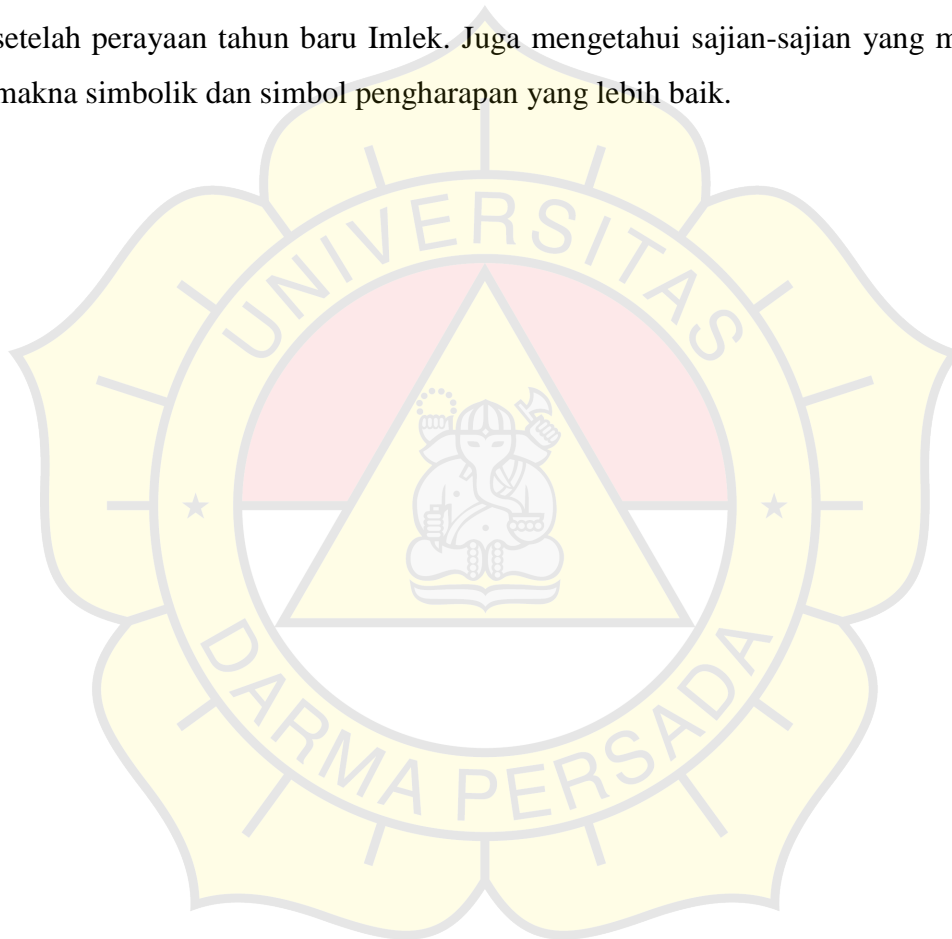 setelah perayaan tahun baru Imlek. Juga mengetahui sajian-sajian yang m
makna simbolik dan simbol pengharapan yang lebih baik.
UNIVERSITAS
DARMA PERSADA